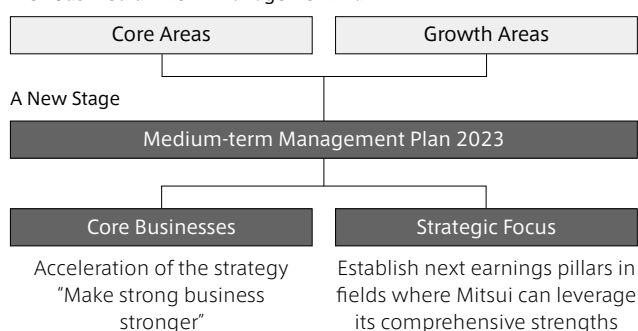 Core Areas
Growth Areas
A New Stage
Medium-term Management Plan 2023
Core Businesses
Strategic Focus
Acceleration of the strategy
“Make strong business
stronger”
Establish next earnings pillars in
fields where Mitsui can leverage
its comprehensive strengths